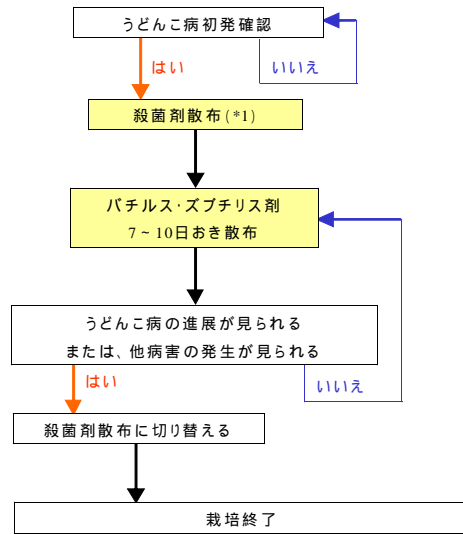 うどんこ病初発確認
はい
いいえ
殺菌剤散布(*1)
バチルス・ズブチリス剤
7~10日おき散布
うどんこ病の進展が見られる
または、他病害の発生が見られる
はい
いいえ
殺菌剤散布に切り替える
栽培終了